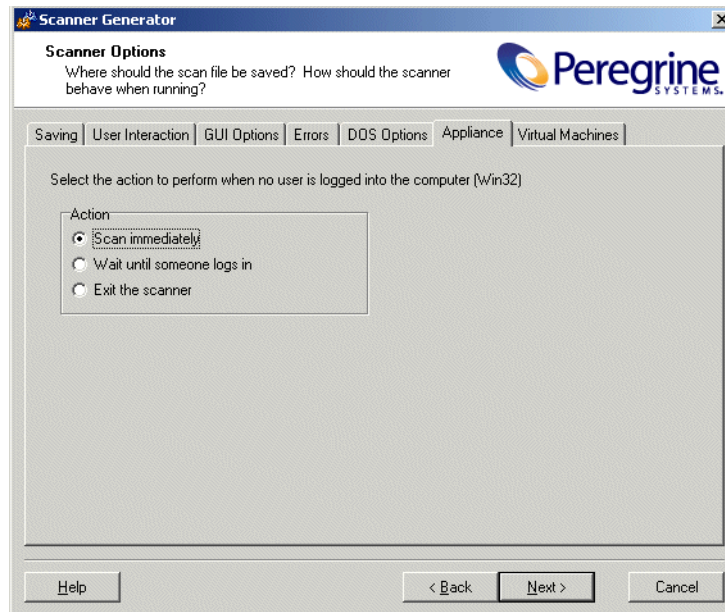 Scanner Generator
Scanner Options
Where should the scan file be saved? How should the scanner
behave when running?
Peregrine
SYSTEMS.
Saving
User Interaction
GUI Options
Errors
DOS Options
Appliance
Virtual Machines
Select the action to perform when no user is logged into the computer (Win32)
Action
Scan immediately
Wait until someone logs in
Exit the scanner
Help
< Back
Next >
Cancel